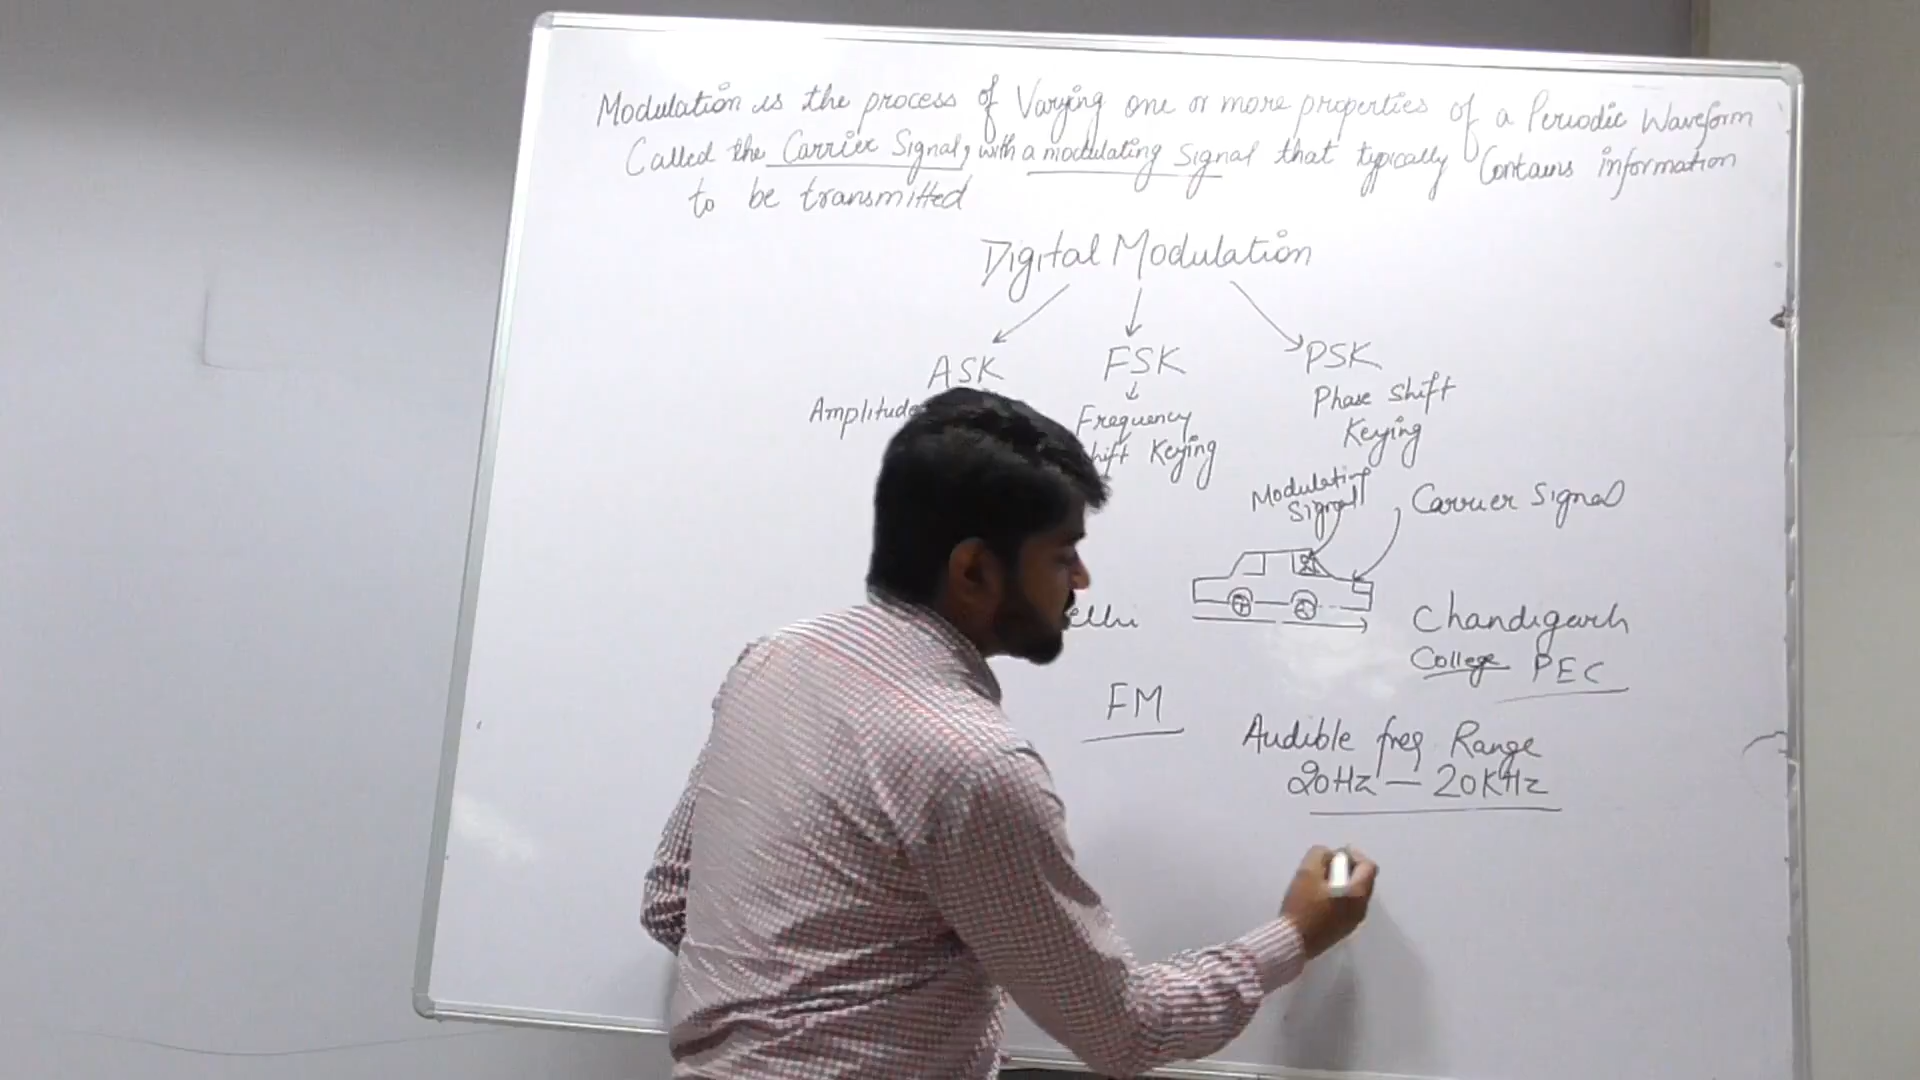 Modulation is the process of Varying one or more properties of a Periodic Waveform
Called the Carrier Signal, with a modulating signal that typically Contains information
to be transmitted
Digital Modulation
ASK
FSK
PSK
Amplitude
Frequency
hift Keying
Phase Shift
Keying
Modulating
Signal
Carrier Signal
elhi
Chandigarh
College PEC
FM
Audible freq Range
20Hz — 20KHz